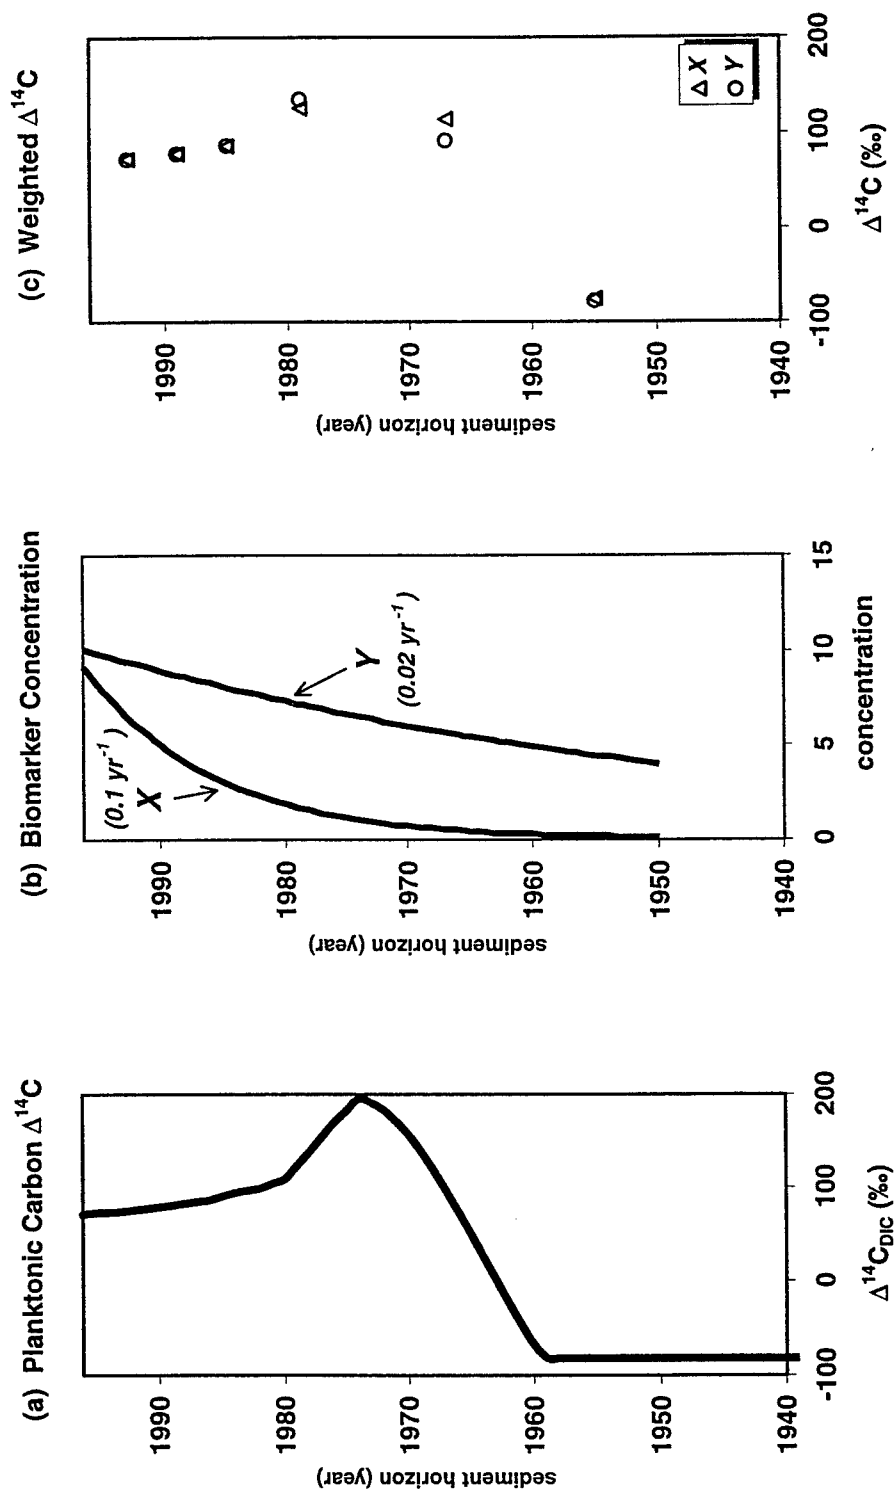 (a) Planktonic Carbon Δ¹⁴C
sediment horizon (year)
1990
1980
1970
1960
1950
1940
-100
0
100
200
Δ¹⁴C_DIC (‰)
(b) Biomarker Concentration
sediment horizon (year)
1990
1980
1970
1960
1950
1940
(0.1 yr⁻¹)
X
Y
(0.02 yr⁻¹)
0
5
10
15
concentration
(c) Weighted Δ¹⁴C
sediment horizon (year)
1990
1980
1970
1960
1950
1940
X
Y
-100
0
100
200
Δ¹⁴C (‰)